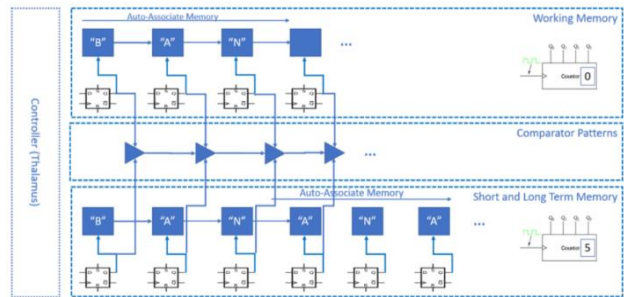 Auto-Associate Memory
Working Memory
"B"
"A"
"N"
...
Counter
0
Controller (Thalamus)
Comparator Patterns
...
Auto-Associate Memory
Short and Long Term Memory
"B"
"A"
"N"
"A"
"N"
"A"
...
Counter
5